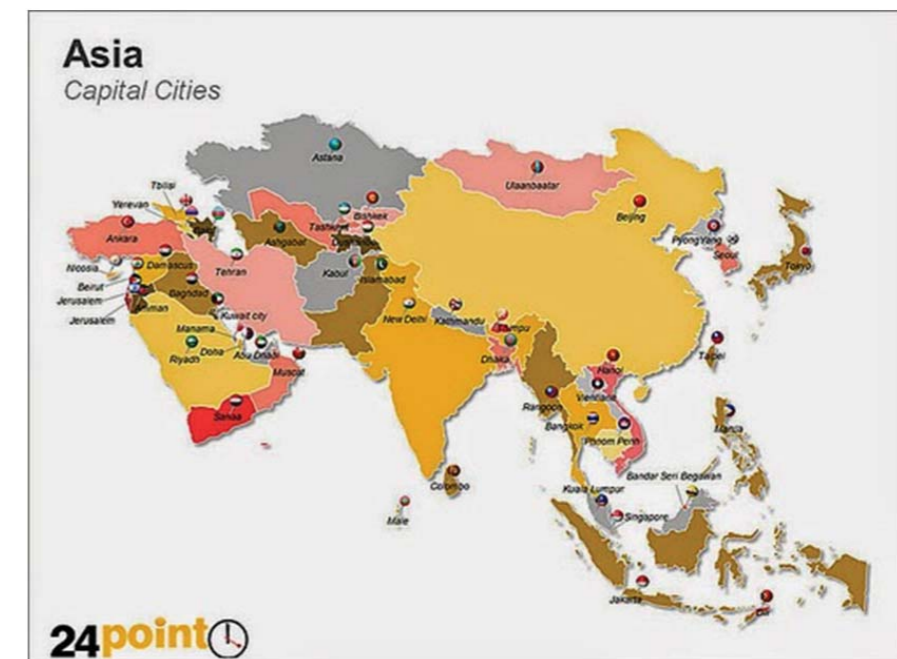 Asia
Capital Cities
Astana
Ulaanbaatar
Tbilisi
Yerevan
Bishkek
Tashkent
Beijing
Ankara
Ashgabat
PyongYang
Seoul
Tokyo
Nicosia
Damascus
Tehran
Kabul
Islamabad
Beirut
Baghdad
Jerusalem
Amman
Jerusalem
Kuwait city
New Delhi
Kathmandu
Manama
Doha
Abu Dhabi
Riyadh
Muscat
Dhaka
Taipei
Hanoi
Vientiane
Sanaa
Rangoon
Bangkok
Phnom Penn
Manila
Colombo
Bandar Seri Begawan
Kuala Lumpur
Singapore
Male
Jakarta
24point